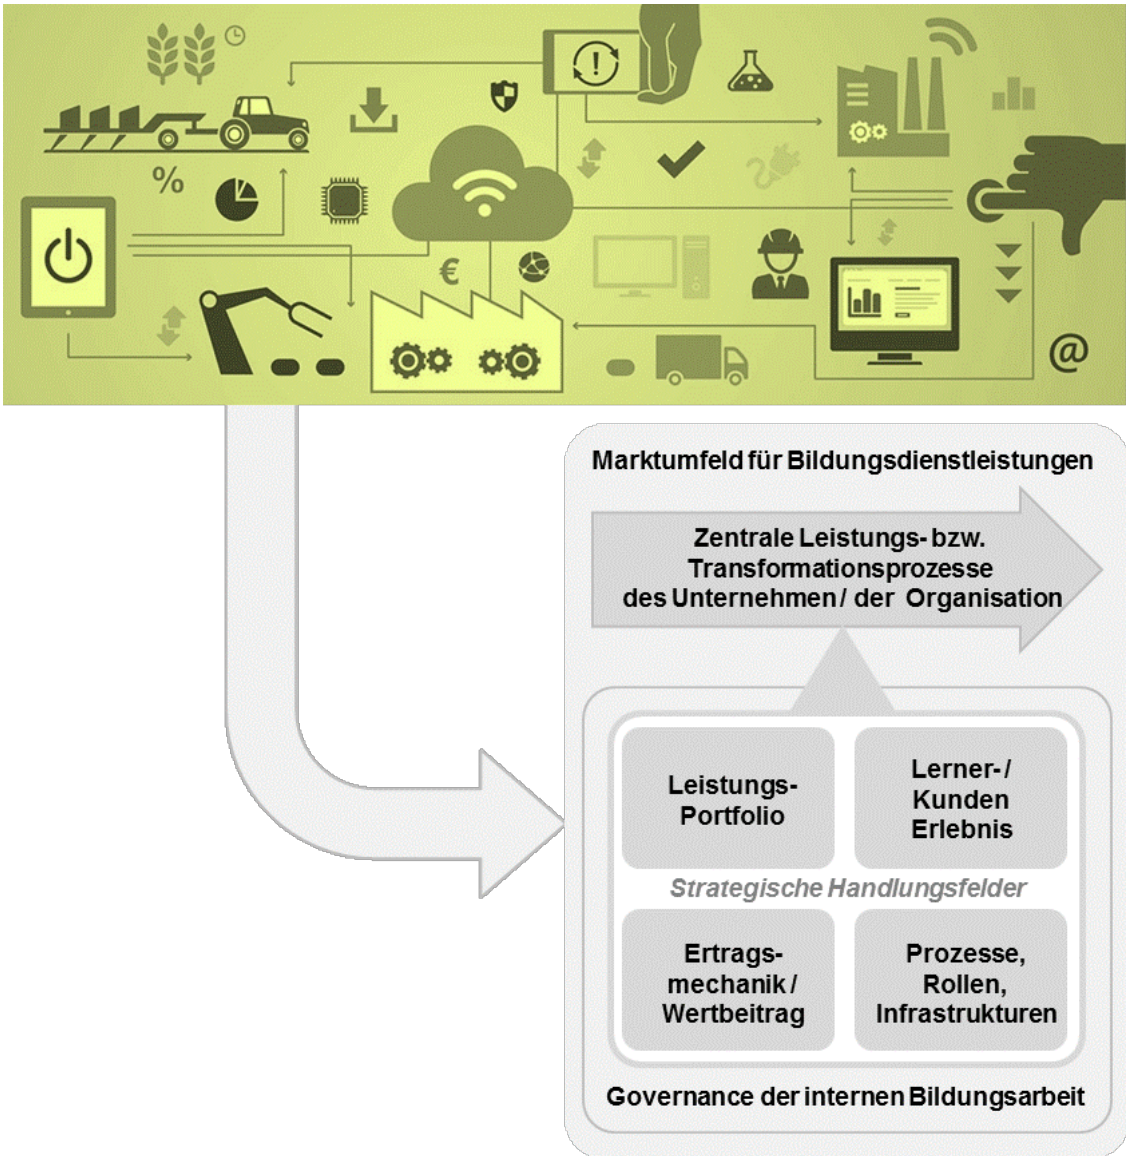 %
€
@
Marktumfeld für Bildungsdienstleistungen
Zentrale Leistungs- bzw.
Transformationsprozesse
des Unternehmen / der Organisation
Leistungs-
Portfolio
Lerner- /
Kunden
Erlebnis
Strategische Handlungsfelder
Ertrags-
mechanik /
Wertbeitrag
Prozesse,
Rollen,
Infrastrukturen
Governance der internen Bildungsarbeit